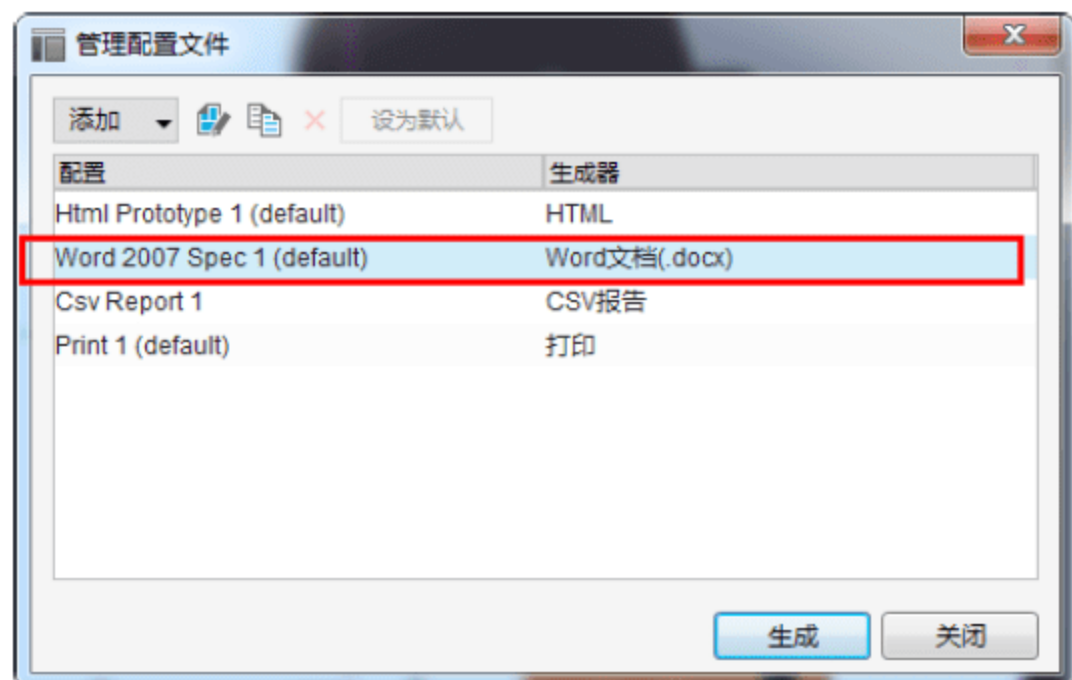 管理配置文件
添加 设为默认
配置 生成器
Html Prototype 1 (default) HTML
Word 2007 Spec 1 (default) Word文档(.docx)
Csv Report 1 CSV报告
Print 1 (default) 打印
生成 关闭